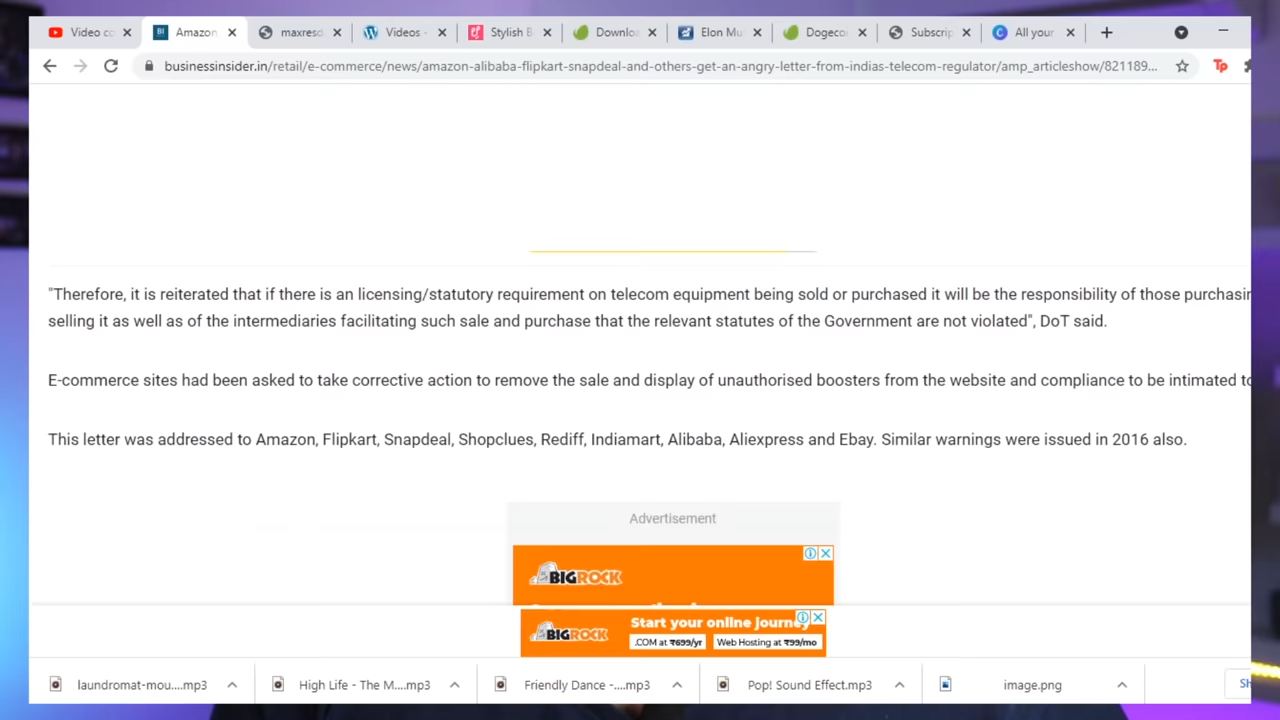 Video co
Amazon
maxresd
Videos -
Stylish B
Downloa
Elon Mu
Dogeco
Subscrip
All your
businessinsider.in/retail/e-commerce/news/amazon-alibaba-flipkart-snapdeal-and-others-get-an-angry-letter-from-indias-telecom-regulator/amp_articleshow/821189...
Tp
"Therefore, it is reiterated that if there is an licensing/statutory requirement on telecom equipment being sold or purchased it will be the responsibility of those purchasin
selling it as well as of the intermediaries facilitating such sale and purchase that the relevant statutes of the Government are not violated", DoT said.
E-commerce sites had been asked to take corrective action to remove the sale and display of unauthorised boosters from the website and compliance to be intimated to
This letter was addressed to Amazon, Flipkart, Snapdeal, Shopclues, Rediff, Indiamart, Alibaba, Aliexpress and Ebay. Similar warnings were issued in 2016 also.
Advertisement
BIGROCK
BIGROCK
Start your online journey
.COM at ₹699/yr
Web Hosting at ₹99/mo
laundromat-mou....mp3
High Life - The M....mp3
Friendly Dance -....mp3
Pop! Sound Effect.mp3
image.png
Sh